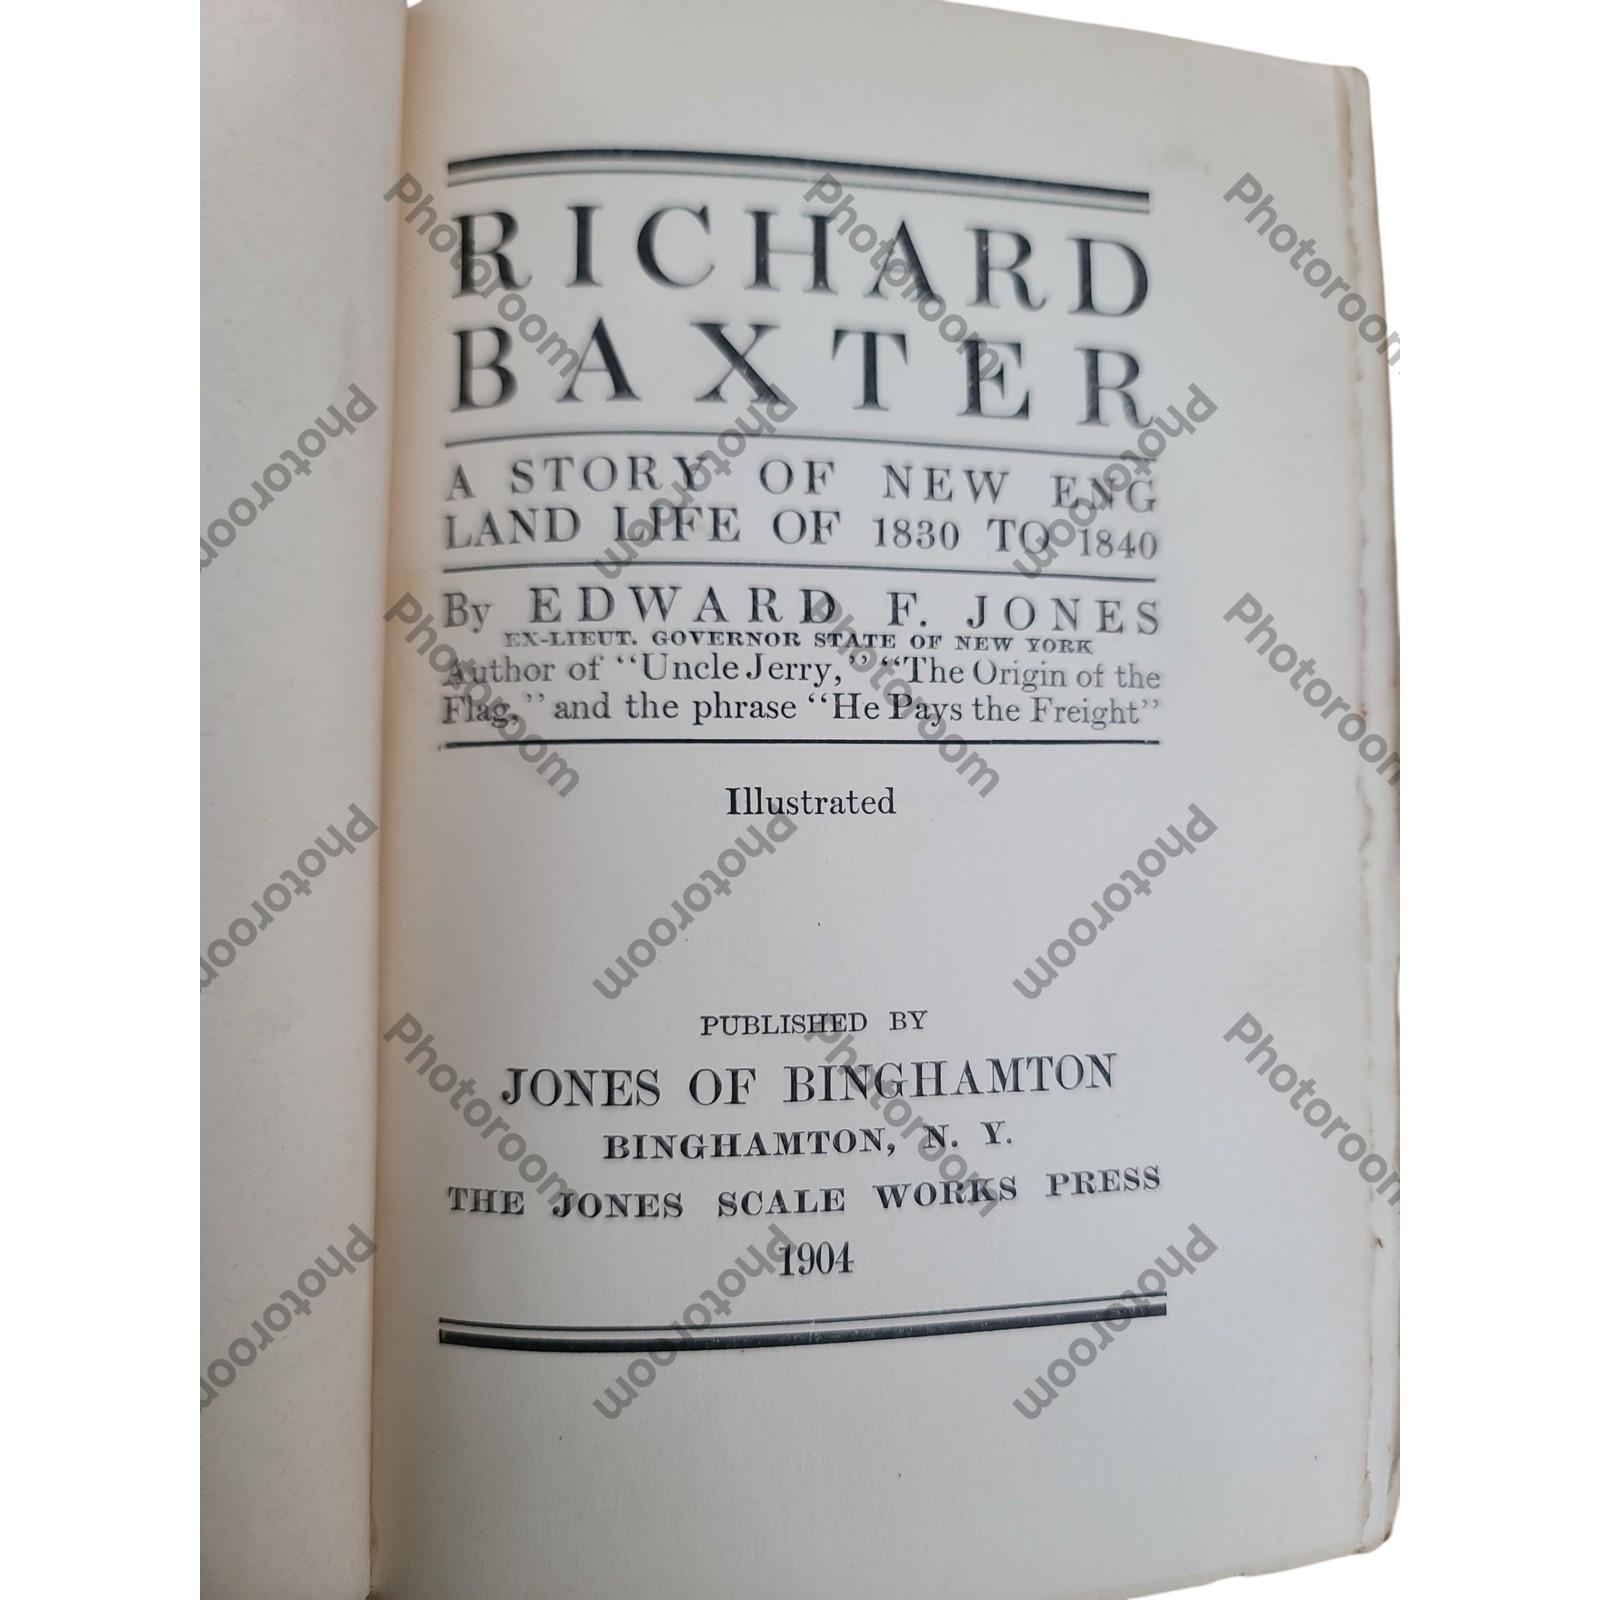 RICHARD
BAXTER
A STORY OF NEW ENG
LAND LIFE OF 1830 TO 1840
By EDWARD F. JONES
EX-LIEUT. GOVERNOR STATE OF NEW YORK
Author of "Uncle Jerry," "The Origin of the
Flag," and the phrase "He Pays the Freight"
Illustrated
PUBLISHED BY
JONES OF BINGHAMTON
BINGHAMTON, N. Y.
THE JONES SCALE WORKS PRESS
1904
Photoroom